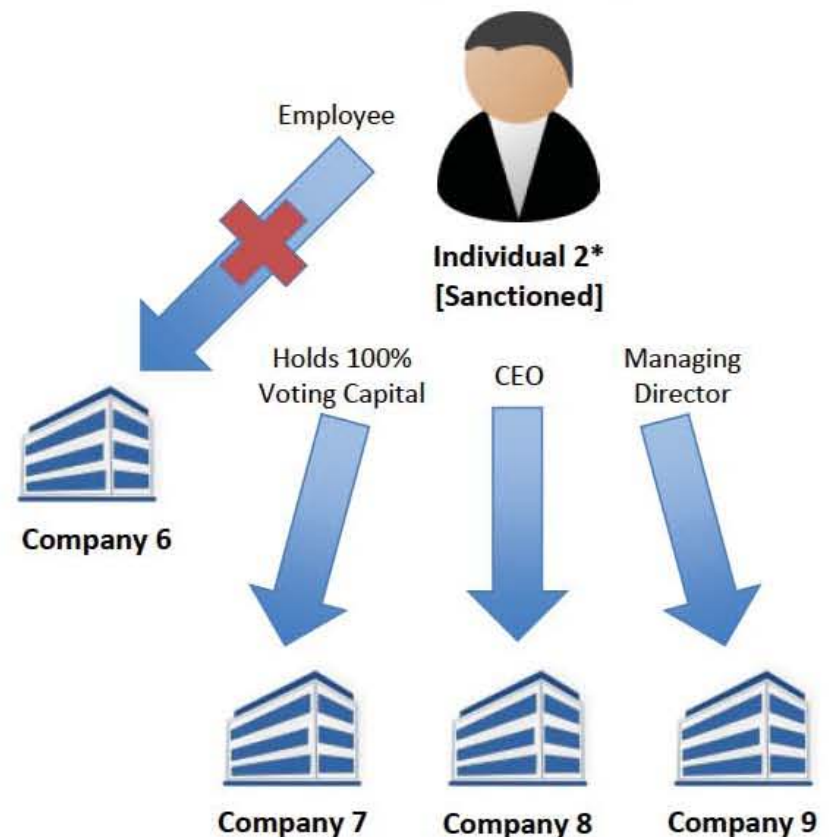 Employee
Individual 2*
[Sanctioned]
Holds 100%
Voting Capital
CEO
Managing
Director
Company 6
Company 7
Company 8
Company 9